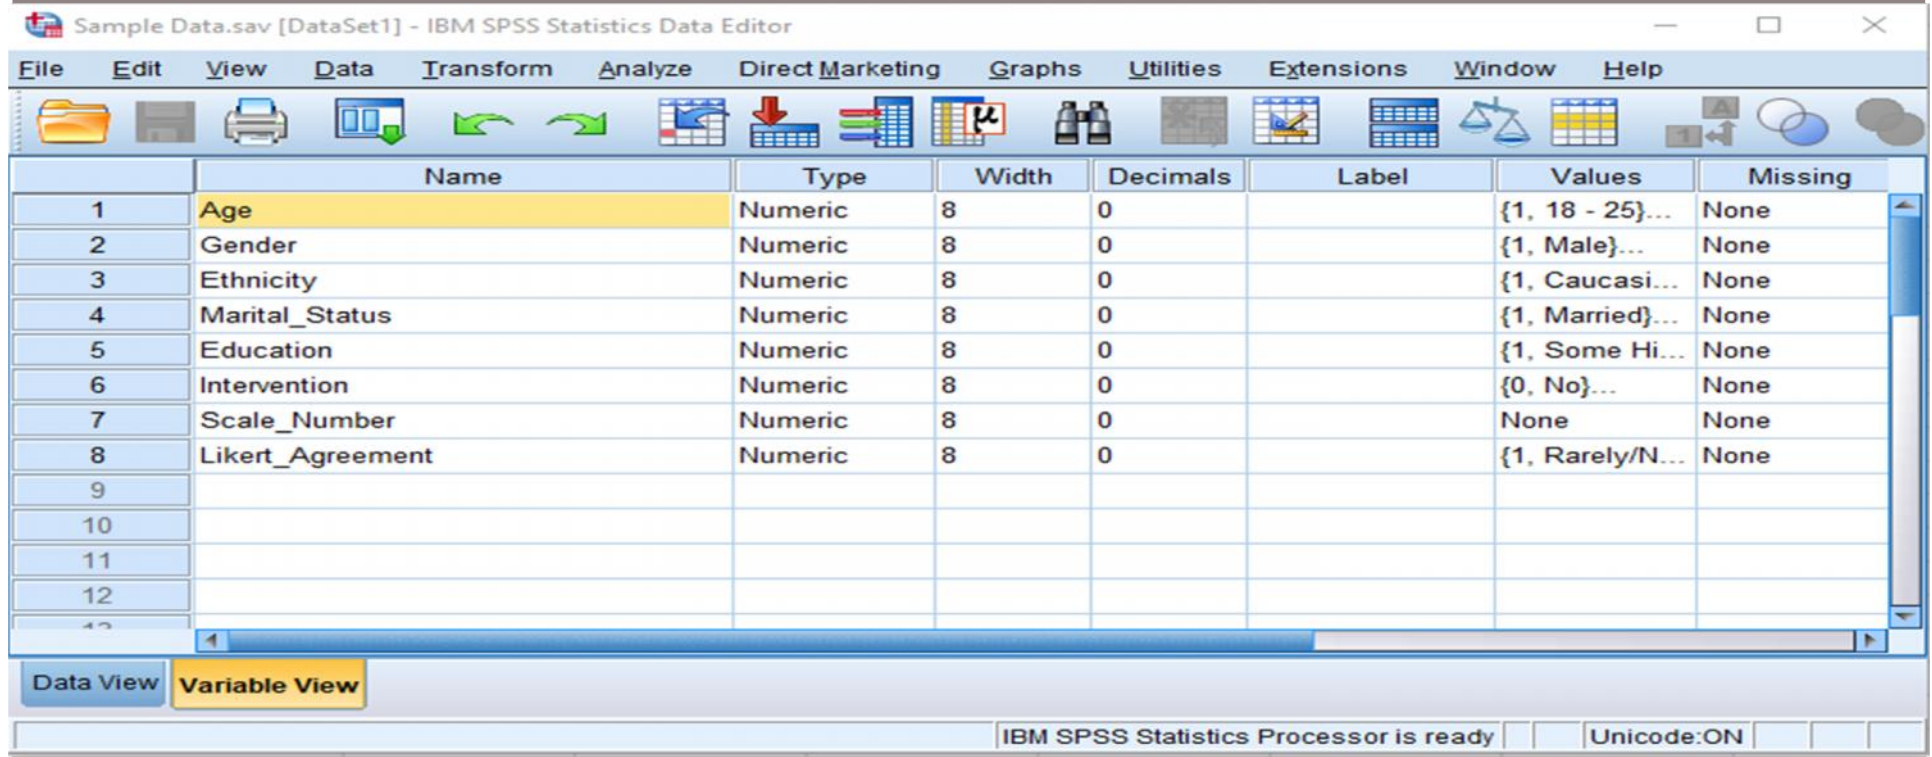 Sample Data.sav [DataSet1] - IBM SPSS Statistics Data Editor
File Edit View Data Transform Analyze Direct Marketing Graphs Utilities Extensions Window Help
μ A 1
Name Type Width Decimals Label Values Missing
1 Age Numeric 8 0 {1, 18 - 25}... None
2 Gender Numeric 8 0 {1, Male}... None
3 Ethnicity Numeric 8 0 {1, Caucasi... None
4 Marital_Status Numeric 8 0 {1, Married}... None
5 Education Numeric 8 0 {1, Some Hi... None
6 Intervention Numeric 8 0 {0, No}... None
7 Scale_Number Numeric 8 0 None None
8 Likert_Agreement Numeric 8 0 {1, Rarely/N... None
9
10
11
12
Data View Variable View
IBM SPSS Statistics Processor is ready Unicode:ON